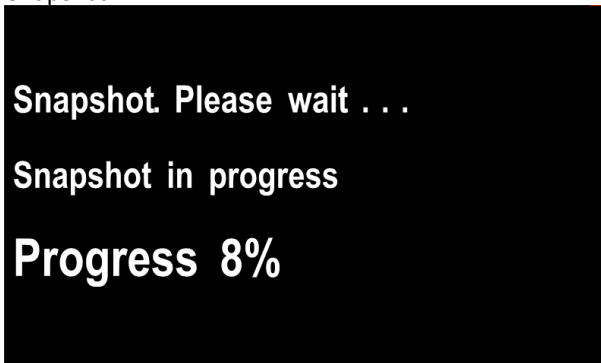 Snapshot. Please wait . . .
Snapshot in progress
Progress 8%